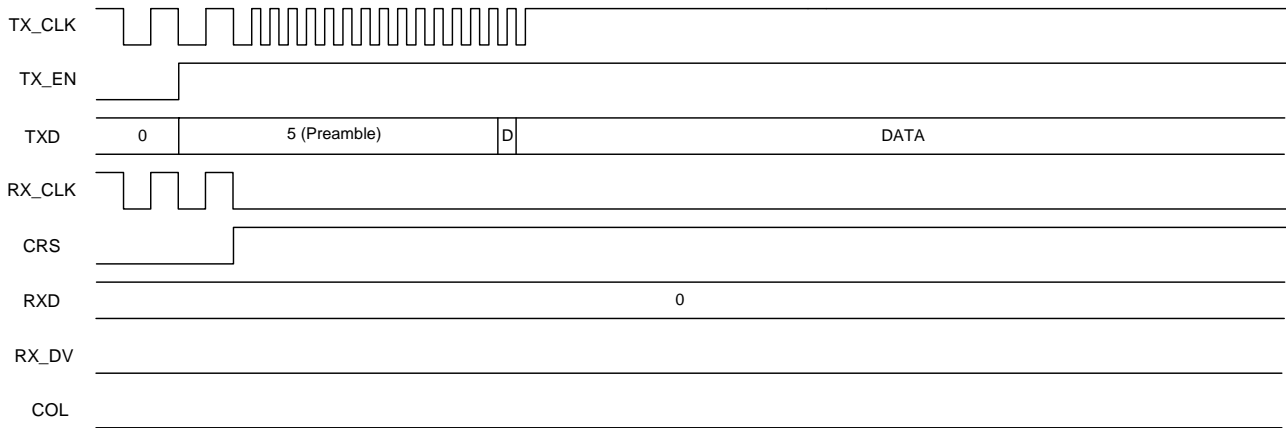 TX_CLK
TX_EN
TXD 0 5 (Preamble) D DATA
RX_CLK
CRS
RXD 0
RX_DV
COL